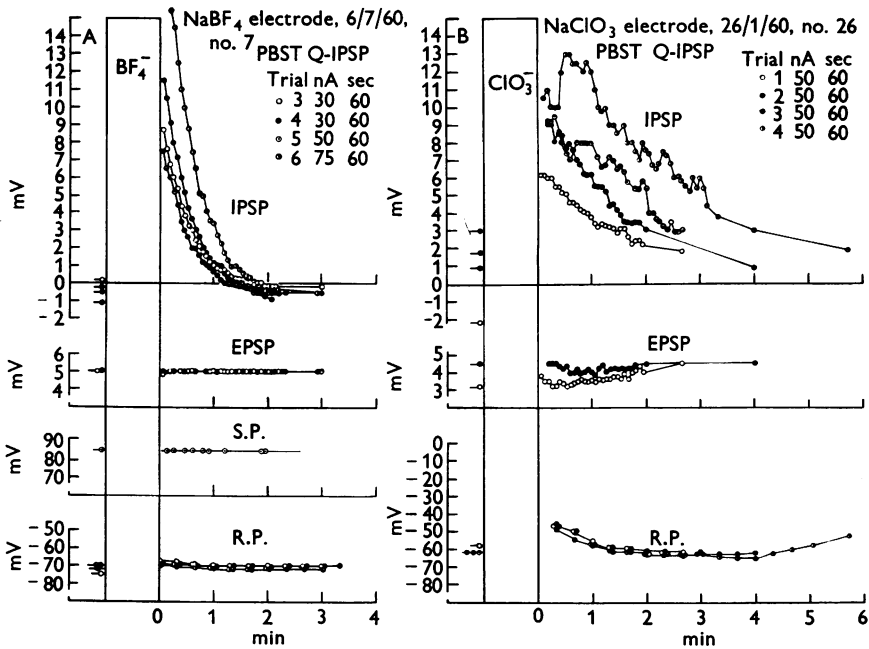 A
NaBF4 electrode, 6/7/60,
no. 7
PBST Q-IPSP
Trial nA sec
3 30 60
4 30 60
5 50 60
6 75 60
BF4−
IPSP
EPSP
S.P.
R.P.
mV
15
14
13
12
11
10
9
8
7
6
5
4
3
2
1
0
− 1
− 2
mV
6
5
4
mV
90
80
70
mV
− 50
− 60
− 70
− 80
0 1 2 3 4
min
B
NaClO3 electrode, 26/1/60, no. 26
PBST Q-IPSP
Trial nA sec
1 50 60
2 50 60
3 50 60
4 50 60
ClO3−
IPSP
EPSP
R.P.
mV
15
14
13
12
11
10
9
8
7
6
5
4
3
2
1
0
−1
−2
mV
5
4
3
mV
0
− 10
− 20
− 30
− 40
− 50
− 60
− 70
− 80
0 1 2 3 4 5 6
min